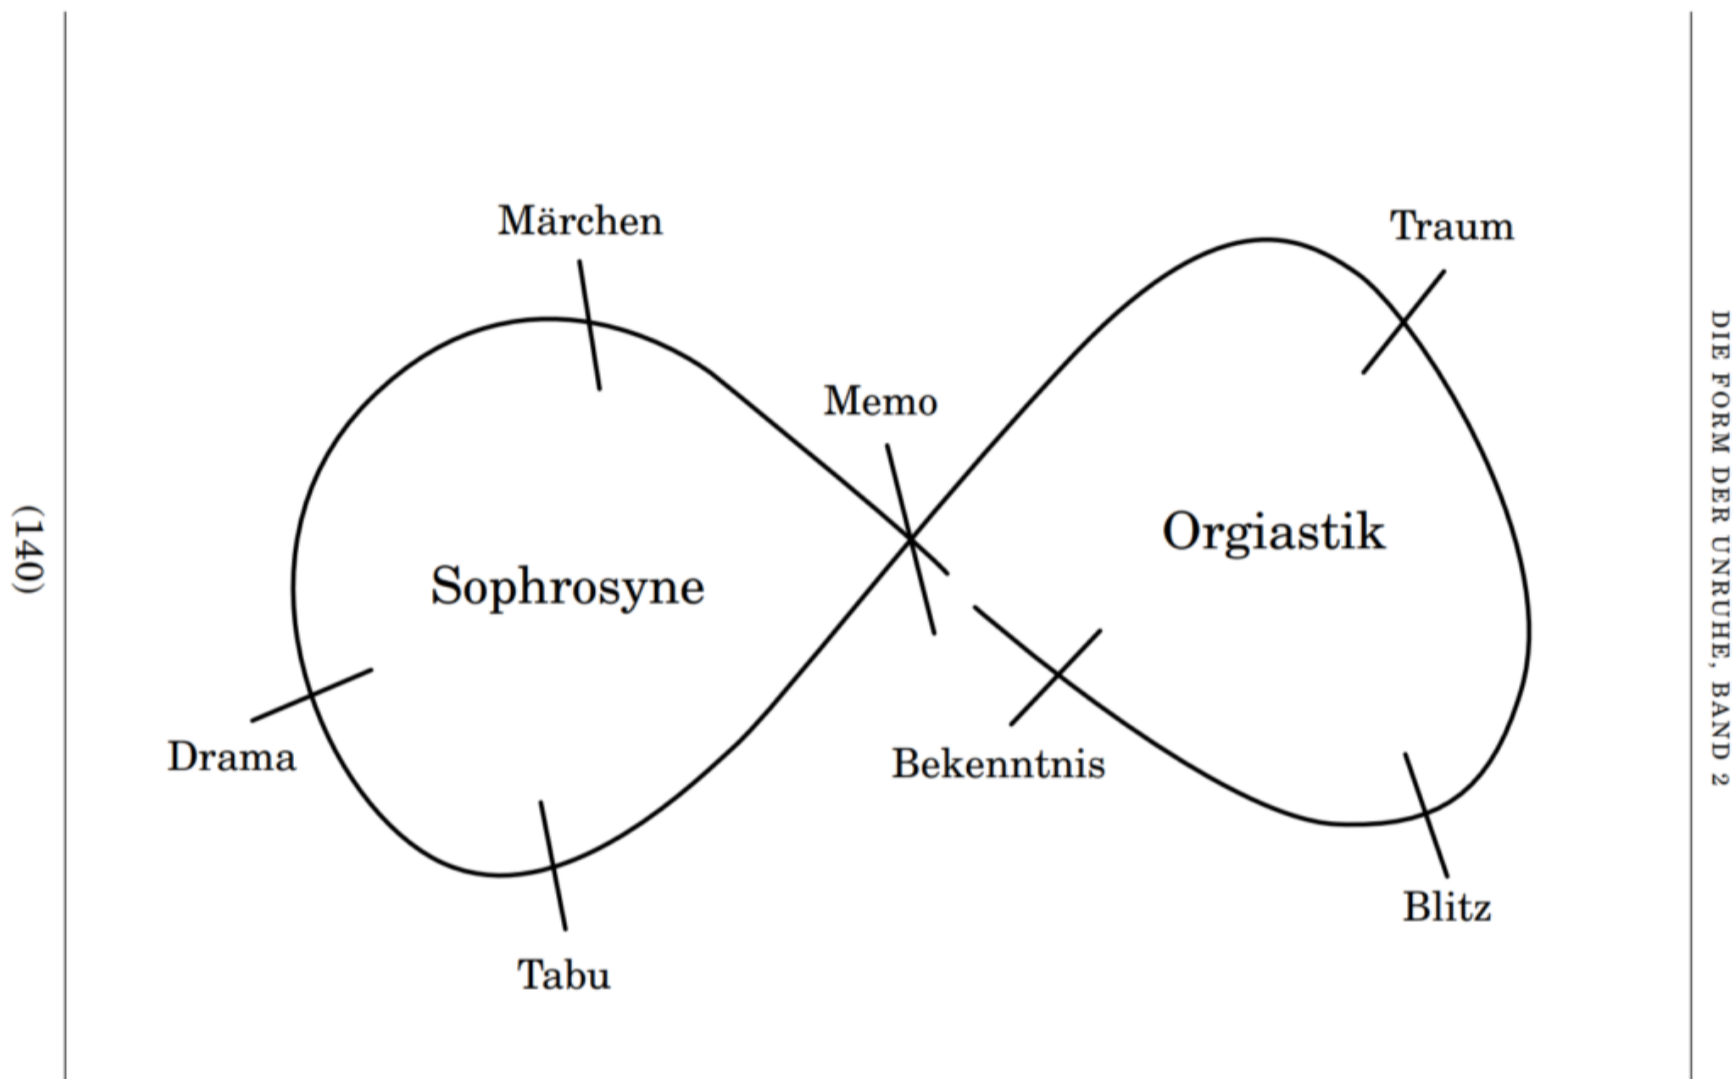 Märchen
Traum
Memo
Orgiastik
Sophrosyne
Drama
Bekenntnis
Blitz
Tabu
(140)
DIE FORM DER UNRUHE, BAND 2